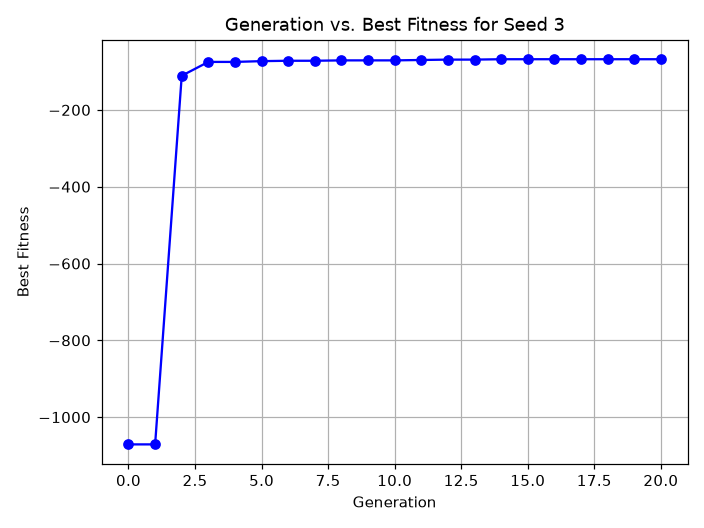 Generation vs. Best Fitness for Seed 3
Best Fitness
−200
−400
−600
−800
−1000
0.0 2.5 5.0 7.5 10.0 12.5 15.0 17.5 20.0
Generation